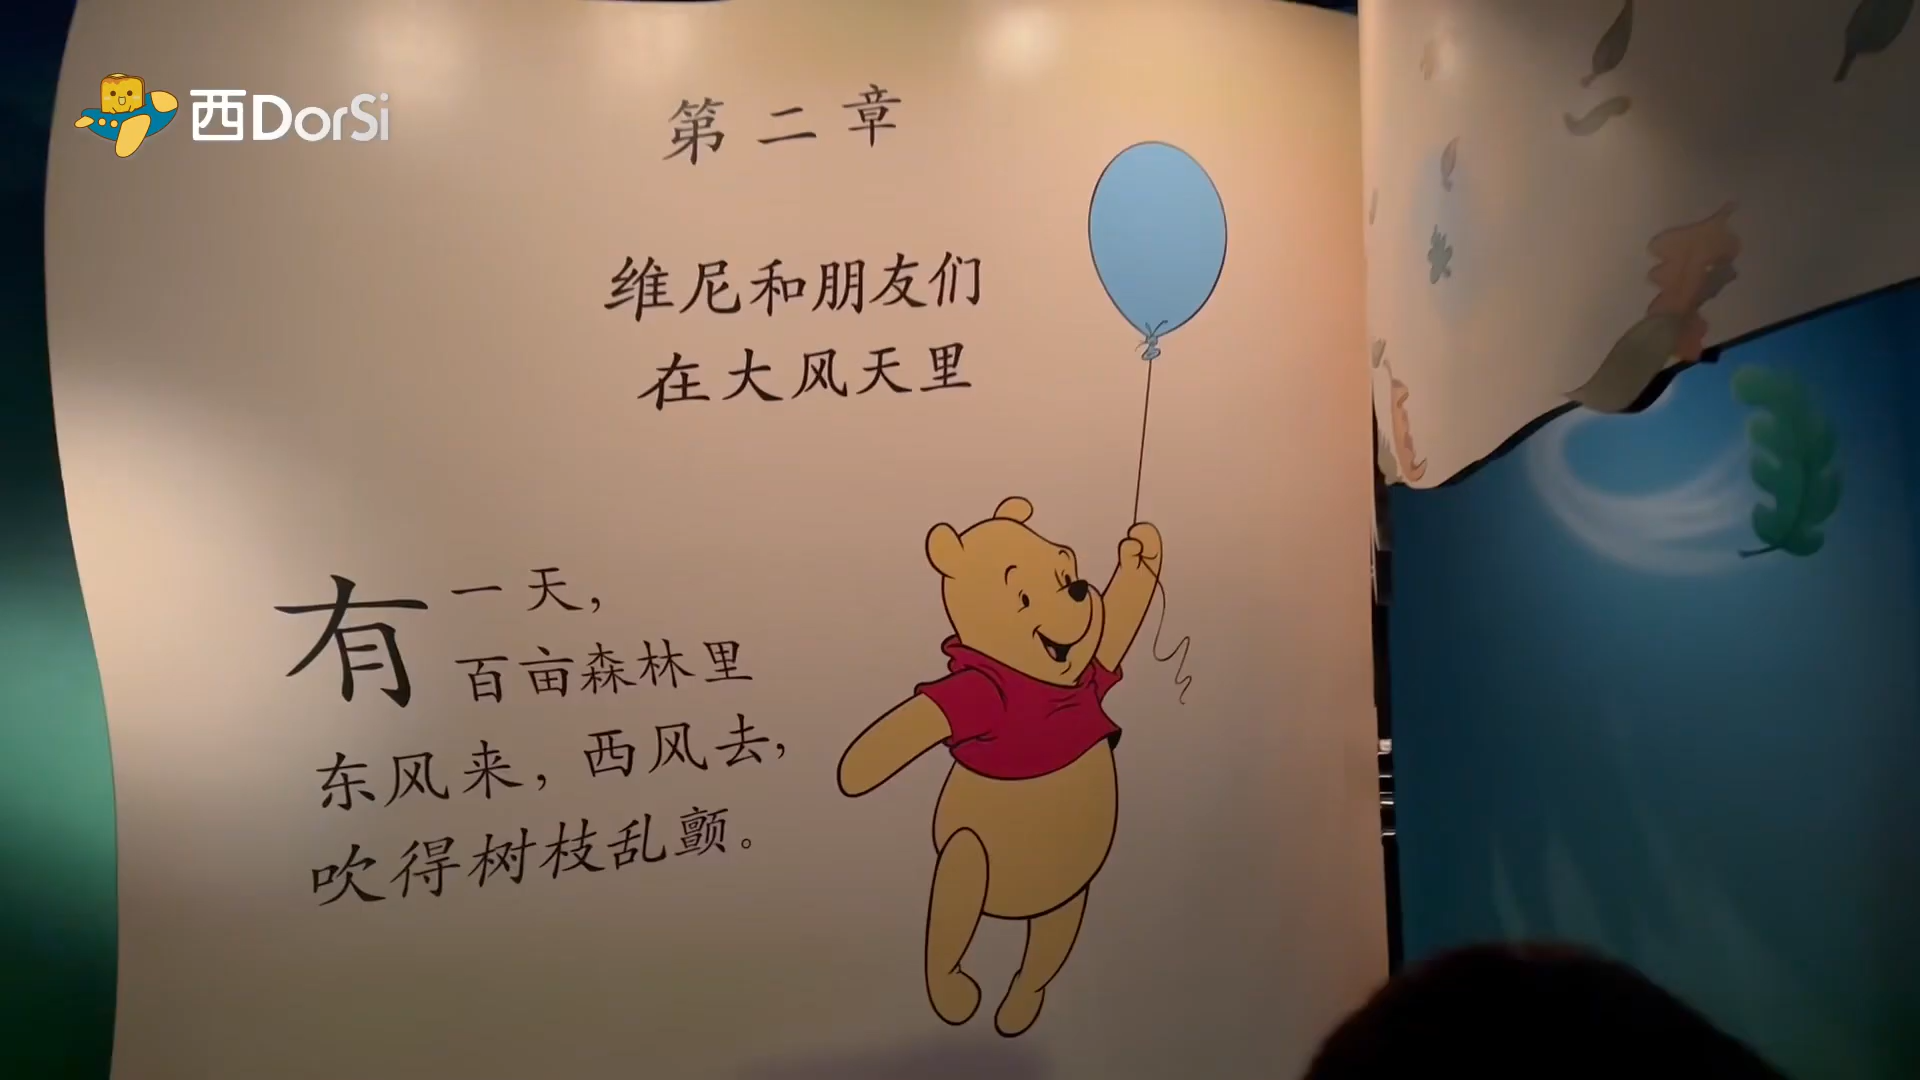 西DorSi
第二章
维尼和朋友们
在大风天里
有一天，
百亩森林里
东风来，西风去，
吹得树枝乱颤。